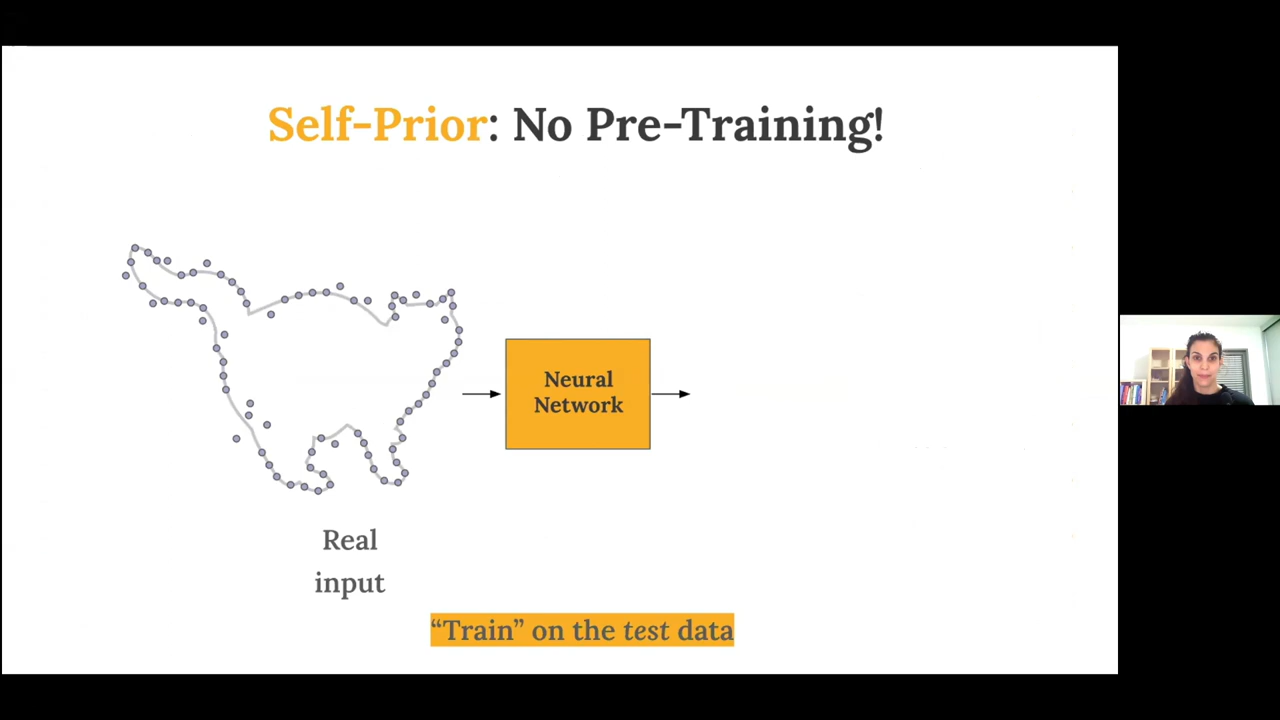 Self-Prior: No Pre-Training!
Neural
Network
Real
input
“Train” on the test data